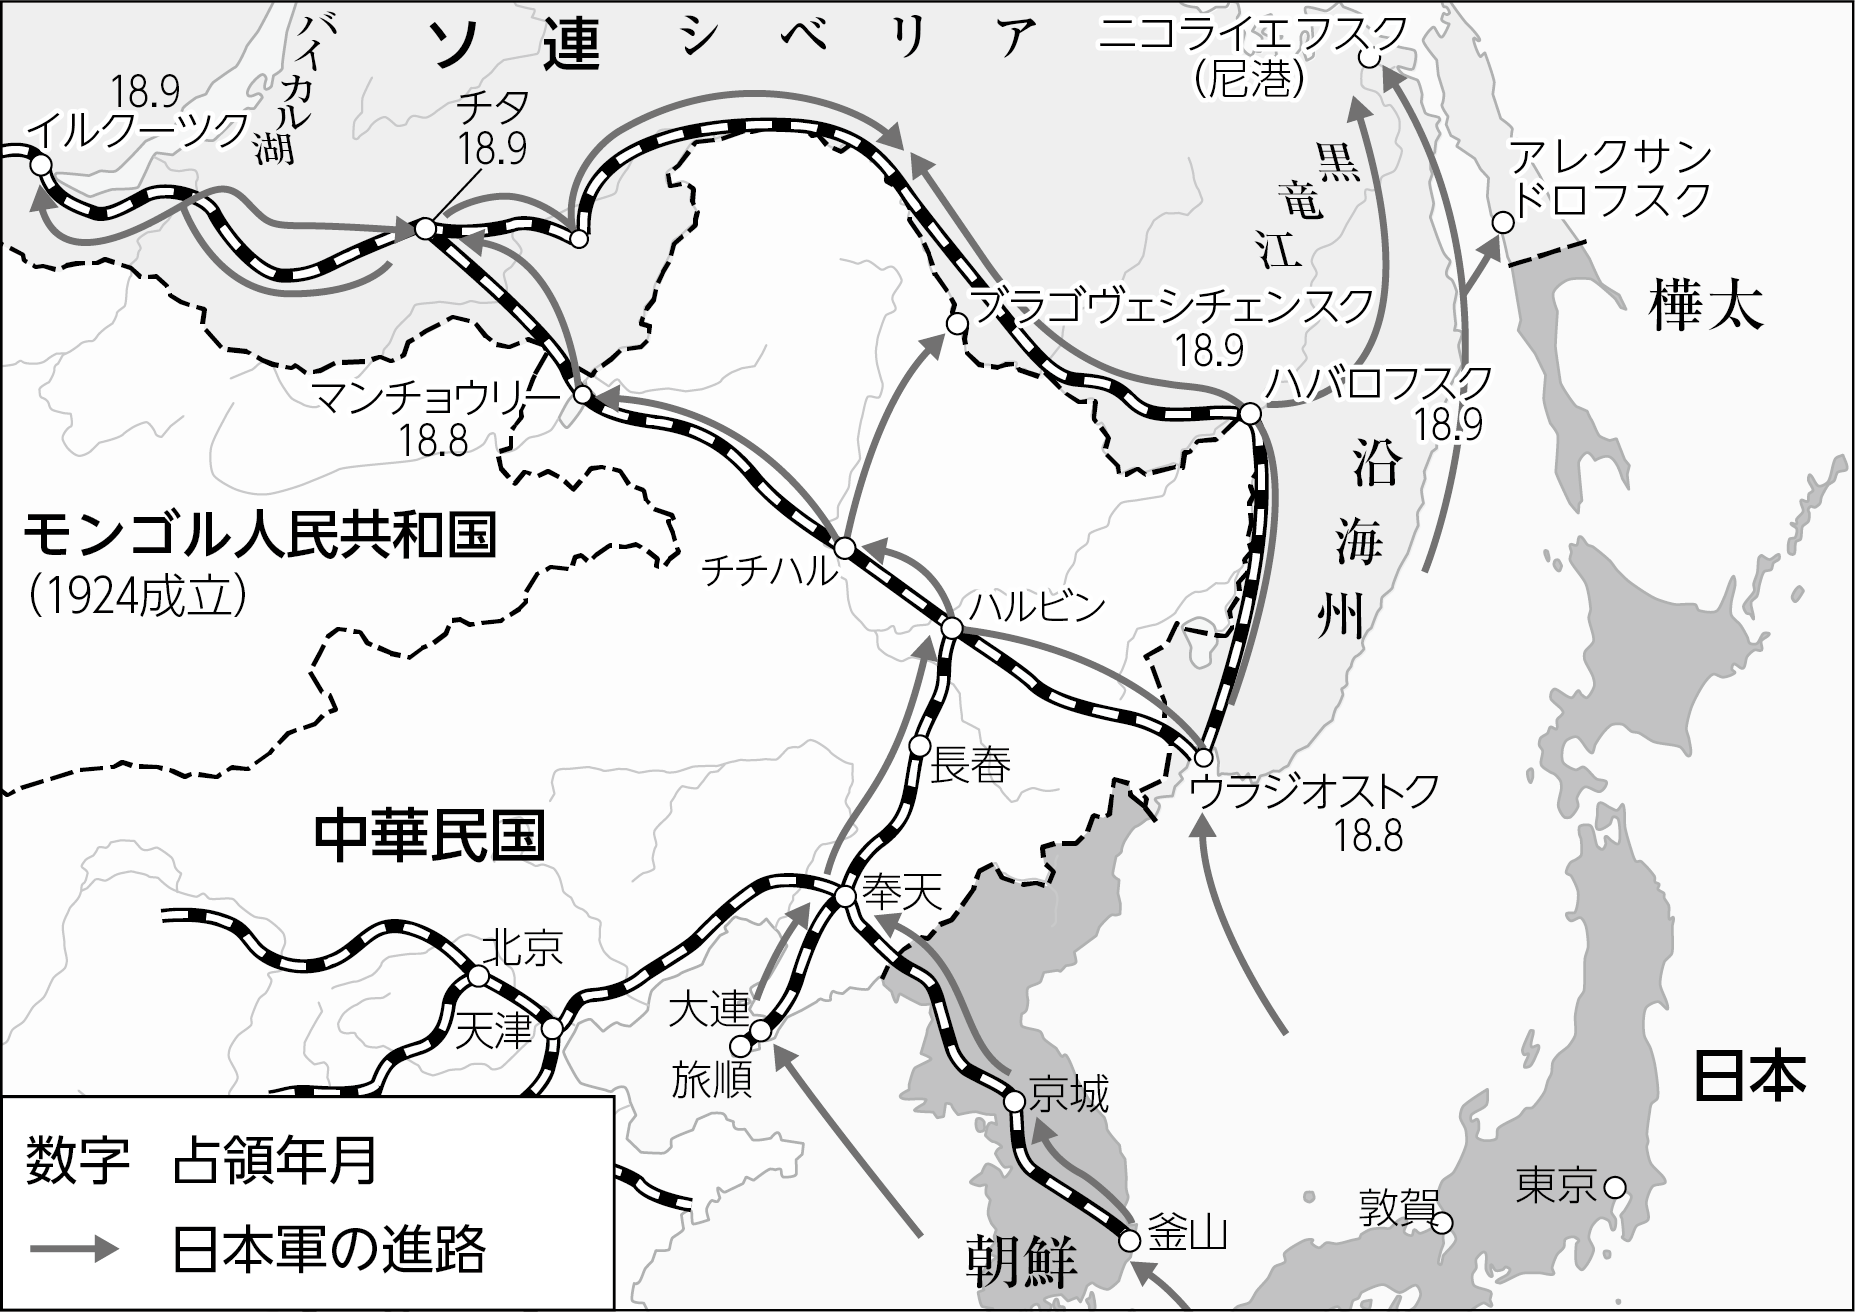 ソ連
シベリア
ニコライエフスク
（尼港）
バイカル湖
18.9
イルクーツク
チタ
18.9
アレクサン
ドロフスク
黒竜江
樺太
ブラゴヴェシチェンスク
18.9
ハバロフスク
18.9
マンチョウリー
18.8
沿海州
モンゴル人民共和国
（1924成立）
チチハル
ハルビン
長春
ウラジオストク
18.8
中華民国
奉天
北京
天津
大連
旅順
京城
日本
東京
敦賀
釜山
朝鮮
数字 占領年月
日本軍の進路